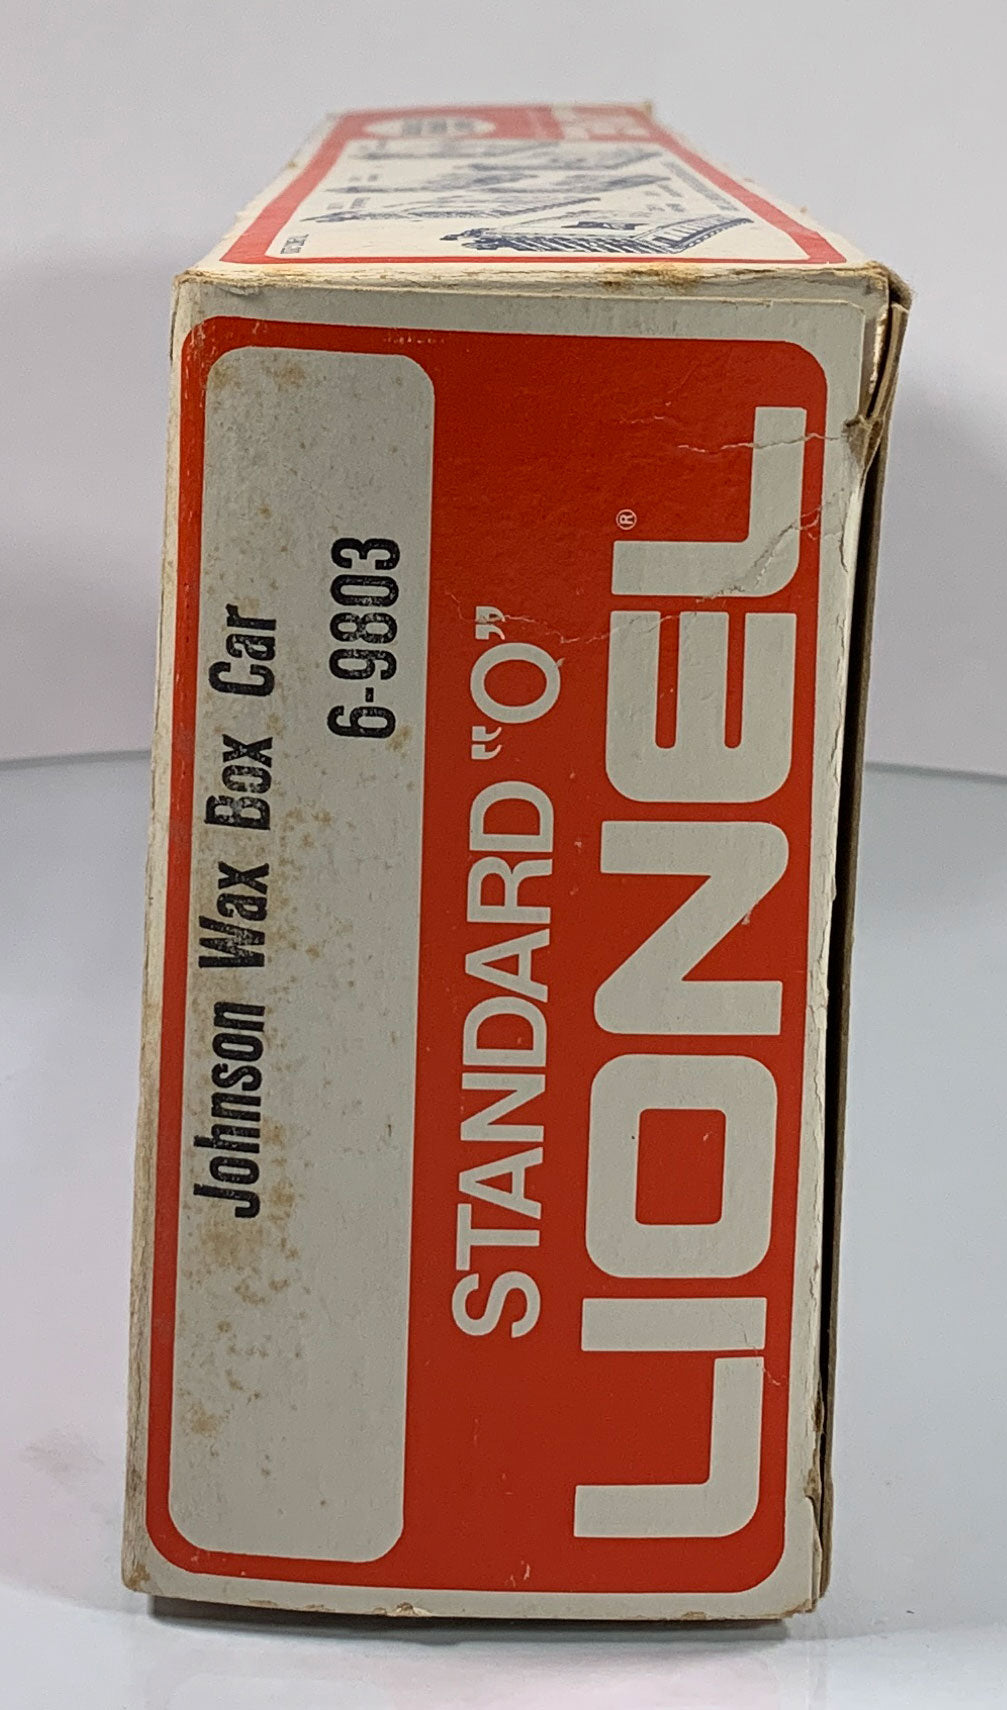 Johnson Wax Box Car
6-9803
STANDARD "O"
LIONEL®